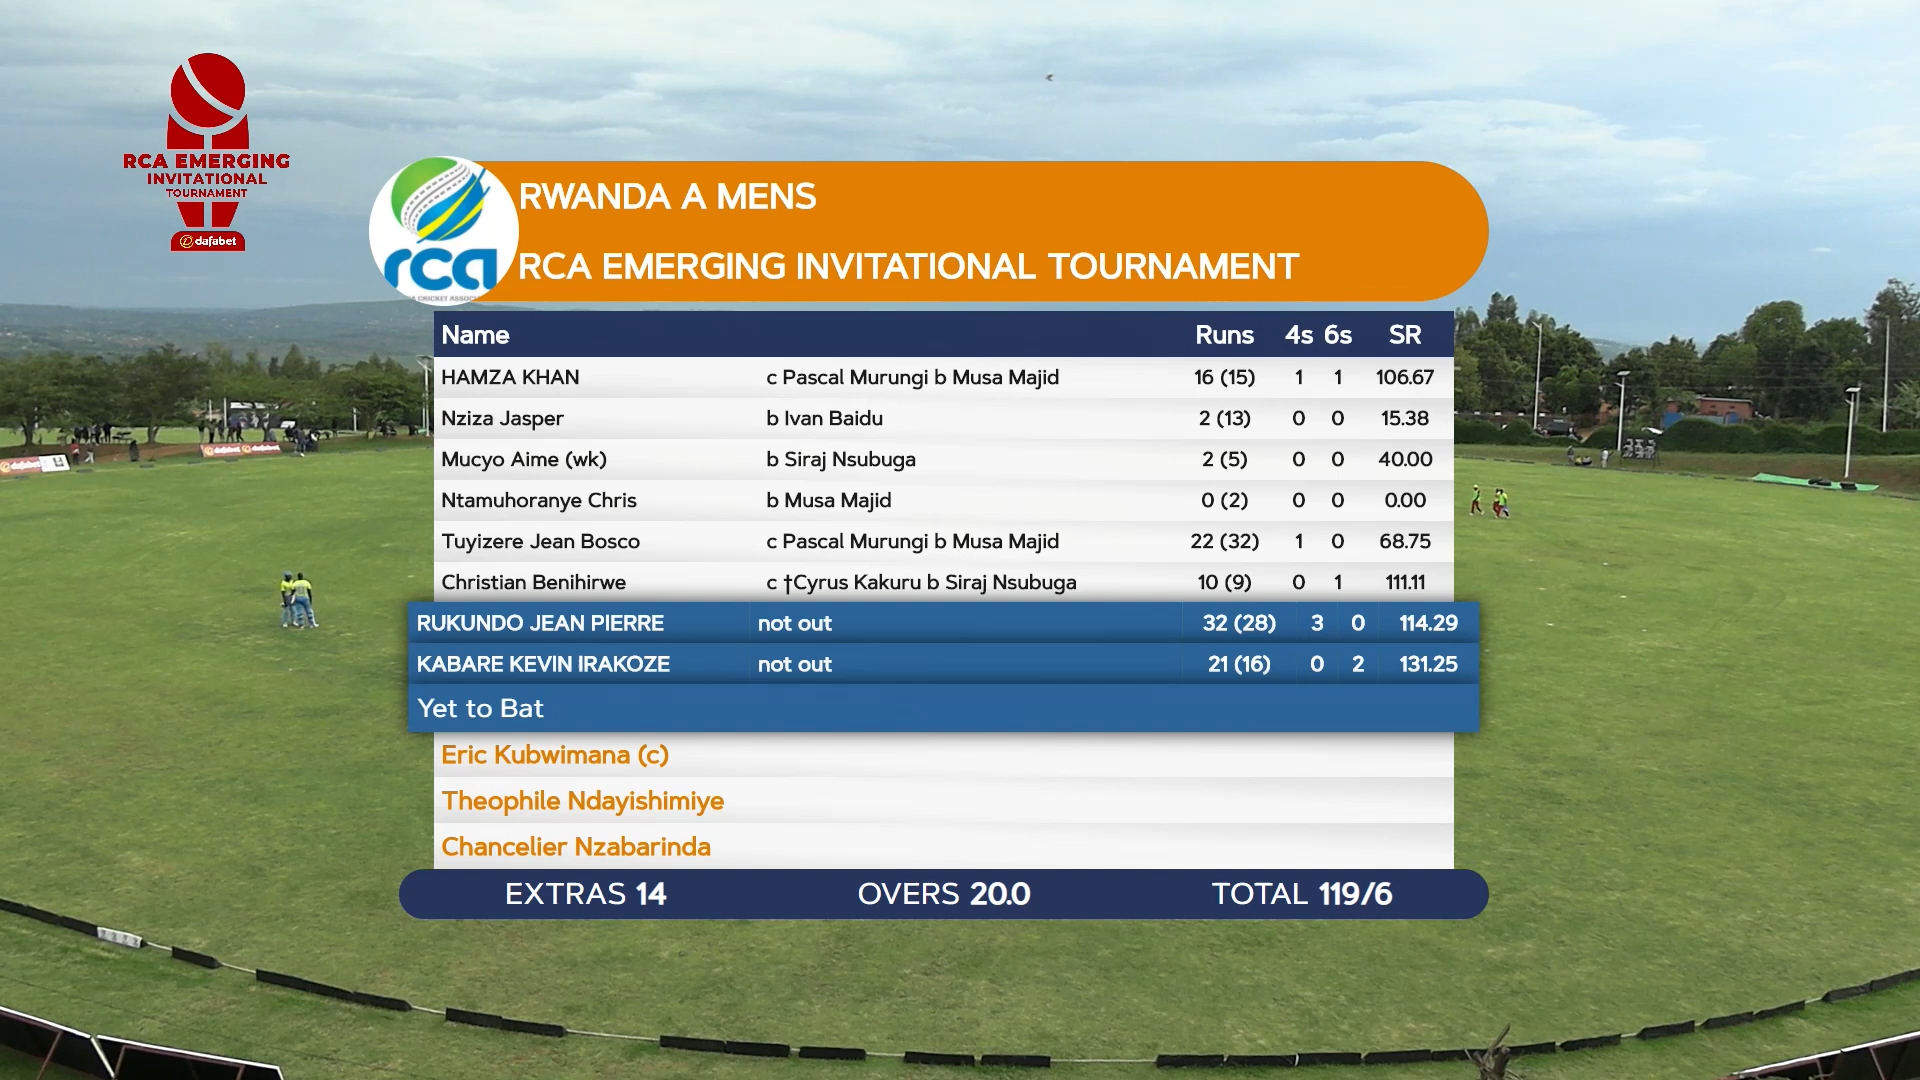 RCA EMERGING
INVITATIONAL
TOURNAMENT
dafabet
RWANDA A MENS
rca RCA EMERGING INVITATIONAL TOURNAMENT
A CRICKET ASSOCI
Name Runs 4s 6s SR
HAMZA KHAN c Pascal Murungi b Musa Majid 16 (15) 1 1 106.67
Nziza Jasper b Ivan Baidu 2 (13) 0 0 15.38
Mucyo Aime (wk) b Siraj Nsubuga 2 (5) 0 0 40.00
Ntamuhoranye Chris b Musa Majid 0 (2) 0 0 0.00
Tuyizere Jean Bosco c Pascal Murungi b Musa Majid 22 (32) 1 0 68.75
Christian Benihirwe c †Cyrus Kakuru b Siraj Nsubuga 10 (9) 0 1 111.11
RUKUNDO JEAN PIERRE not out 32 (28) 3 0 114.29
KABARE KEVIN IRAKOZE not out 21 (16) 0 2 131.25
Yet to Bat
Eric Kubwimana (c)
Theophile Ndayishimiye
Chancelier Nzabarinda
EXTRAS 14 OVERS 20.0 TOTAL 119/6
dafabet
dafabet dafabet